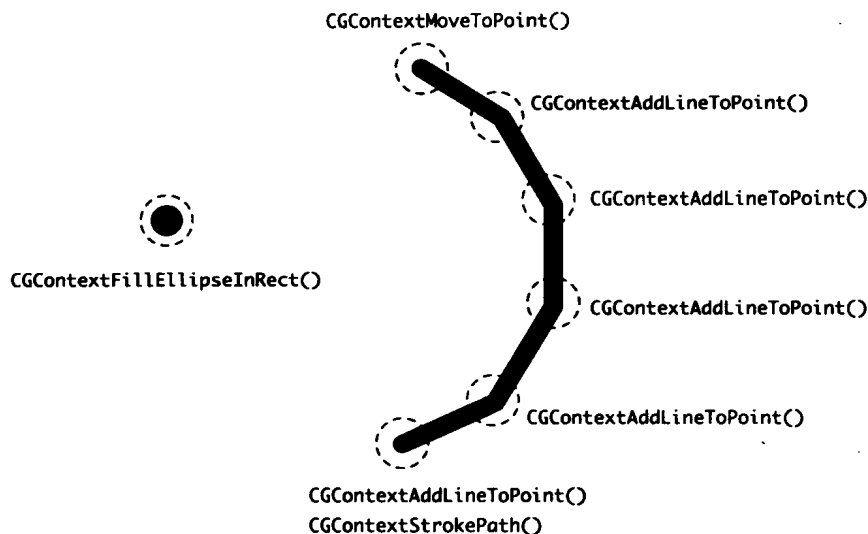 CGContextMoveToPoint()
CGContextAddLineToPoint()
CGContextAddLineToPoint()
CGContextFillEllipseInRect()
CGContextAddLineToPoint()
CGContextAddLineToPoint()
CGContextAddLineToPoint()
CGContextStrokePath()